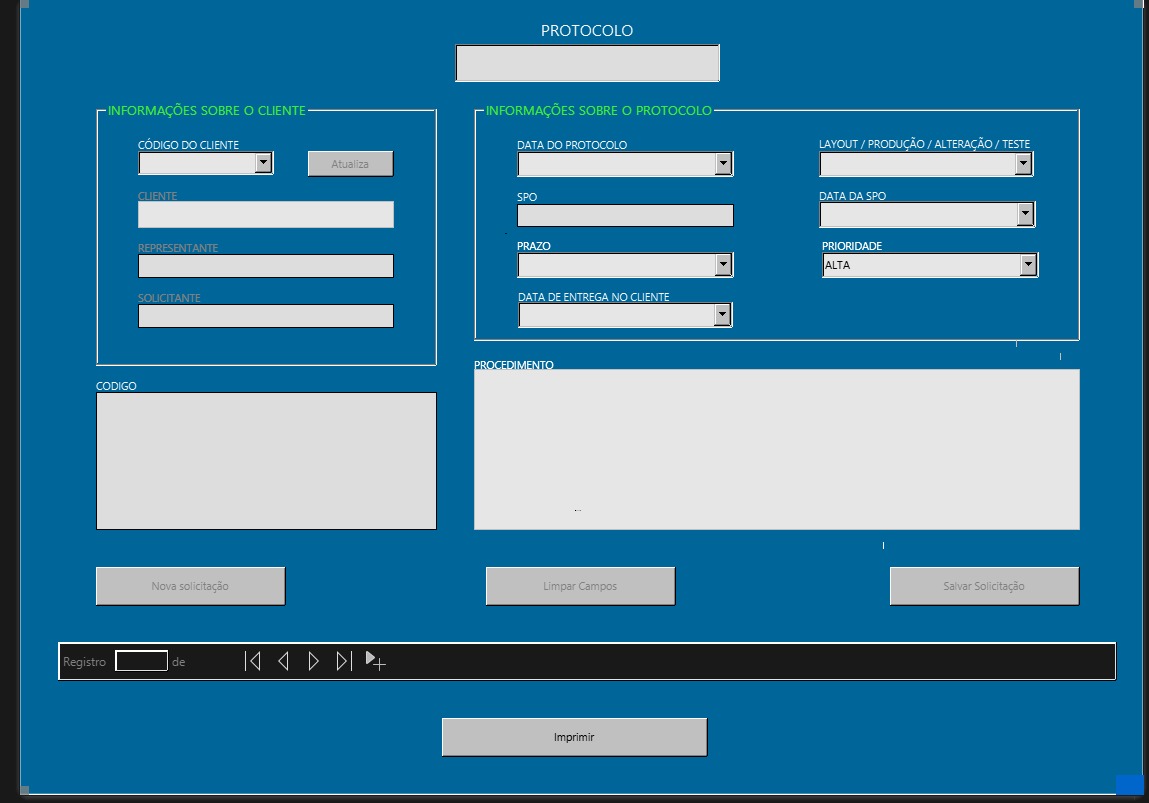 PROTOCOLO
INFORMAÇÕES SOBRE O CLIENTE
CÓDIGO DO CLIENTE
Atualiza
CLIENTE
REPRESENTANTE
SOLICITANTE
INFORMAÇÕES SOBRE O PROTOCOLO
DATA DO PROTOCOLO
LAYOUT / PRODUÇÃO / ALTERAÇÃO / TESTE
SPO
DATA DA SPO
PRAZO
PRIORIDADE
ALTA
DATA DE ENTREGA NO CLIENTE
CODIGO
PROCEDIMENTO
Nova solicitação
Limpar Campos
Salvar Solicitação
Registro de
Imprimir